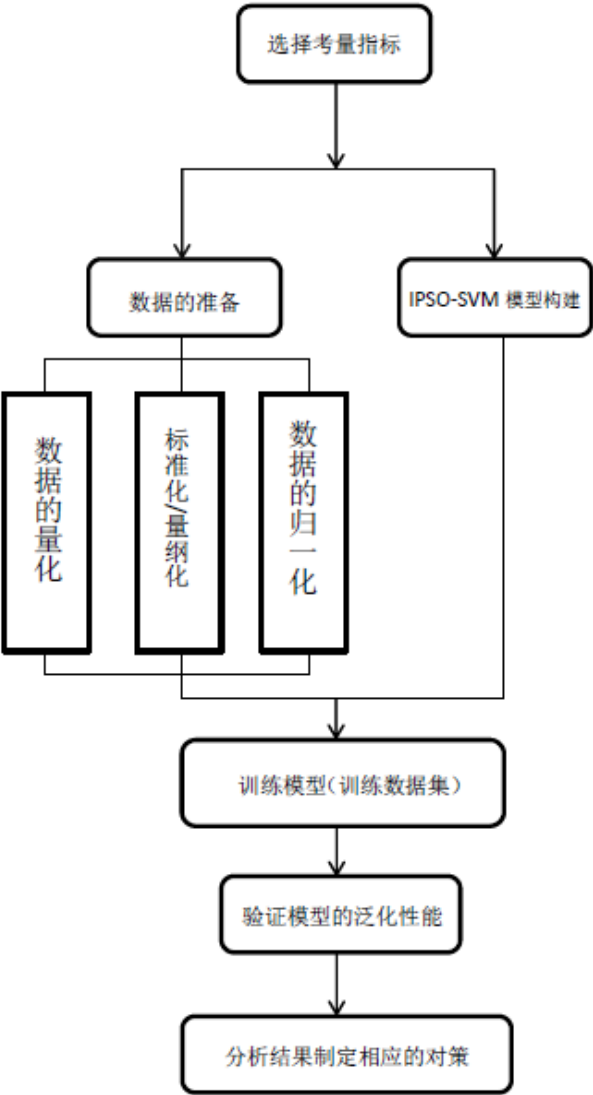 选择考量指标
数据的准备
IPSO-SVM 模型构建
数据的量化
标准化/量纲化
数据的归一化
训练模型（训练数据集）
验证模型的泛化性能
分析结果制定相应的对策